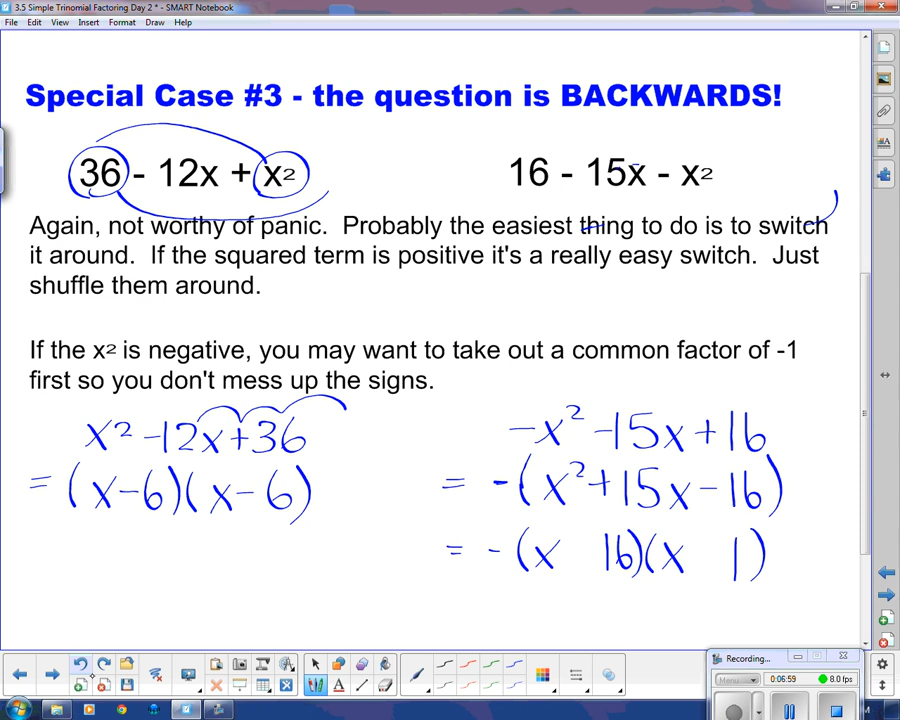 3.5 Simple Trinomial Factoring Day 2 * - SMART Notebook
File Edit View Insert Format Draw Help
Special Case #3 - the question is BACKWARDS!
36 - 12x + x²
16 - 15x - x²
Again, not worthy of panic. Probably the easiest thing to do is to switch
it around. If the squared term is positive it's a really easy switch. Just
shuffle them around.
If the x² is negative, you may want to take out a common factor of -1
first so you don't mess up the signs.
x² -12x+36
= (x-6)(x-6)
-x² -15x+16
= -(x²+15x-16)
= -(x 16)(x 1)
Recording...
Menu
0:06:59
8.0 fps